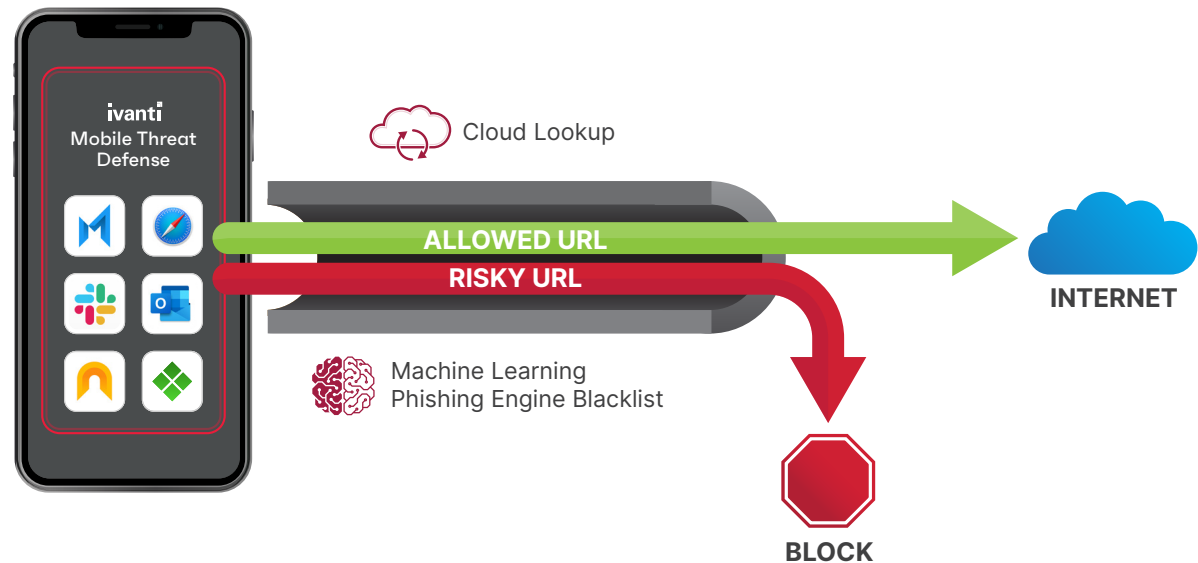 ivanti
Mobile Threat
Defense
Cloud Lookup
ALLOWED URL
RISKY URL
INTERNET
Machine Learning
Phishing Engine Blacklist
BLOCK
O